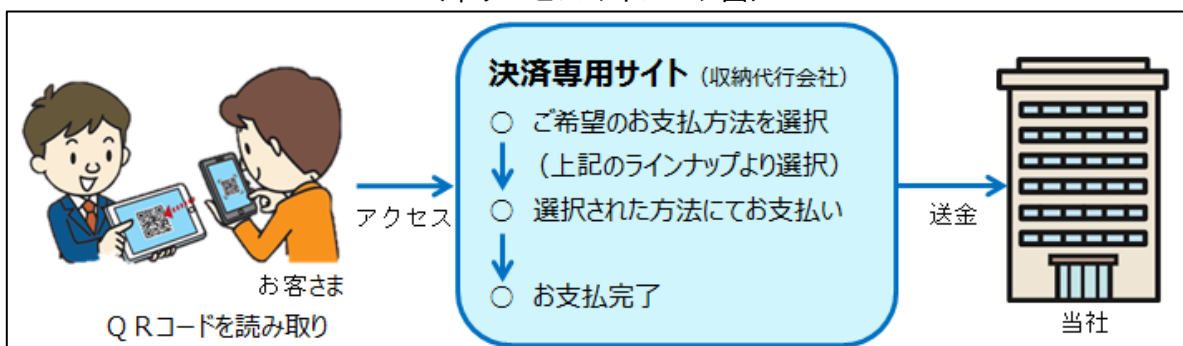 QRコードを読み取り
お客さま
アクセス
決済専用サイト（収納代行会社）
○ ご希望のお支払方法を選択
（上記のラインナップより選択）
○ 選択された方法にてお支払い
○ お支払完了
送金
当社